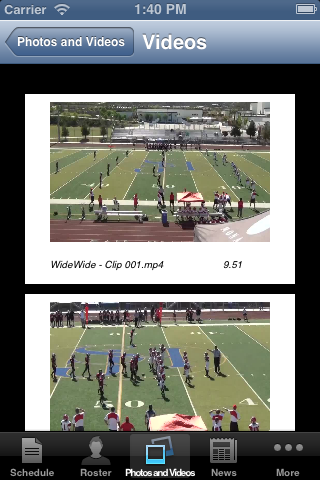 Carrier 1:40 PM
Photos and Videos Videos
WideWide - Clip 001.mp4 9.51
Schedule Roster Photos and Videos News More